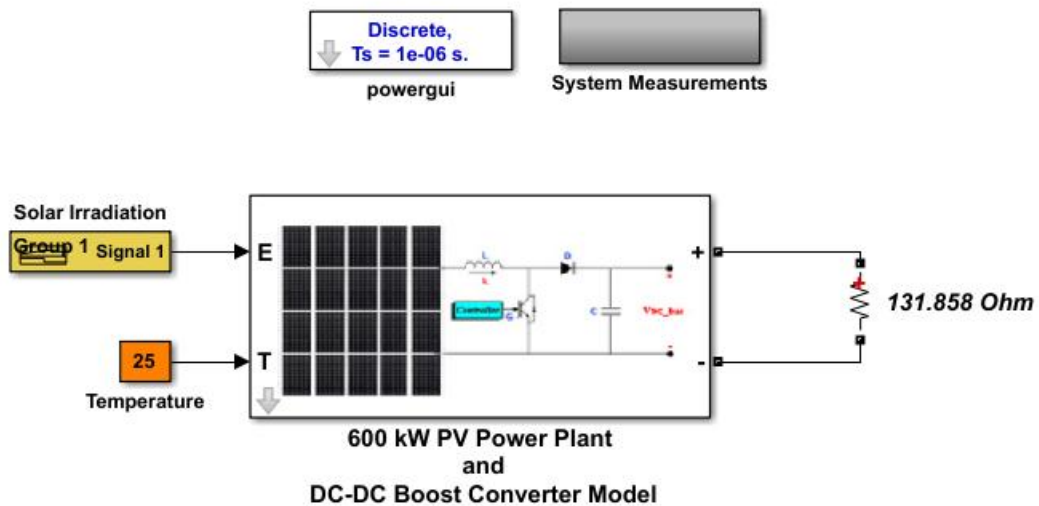 Discrete,
Ts = 1e-06 s.
powergui
System Measurements
Solar Irradiation
Group 1 Signal 1
E
25
T
Temperature
L
D
Controller
G
C
Vdc_bus
+
-
+
-
131.858 Ohm
600 kW PV Power Plant
and
DC-DC Boost Converter Model